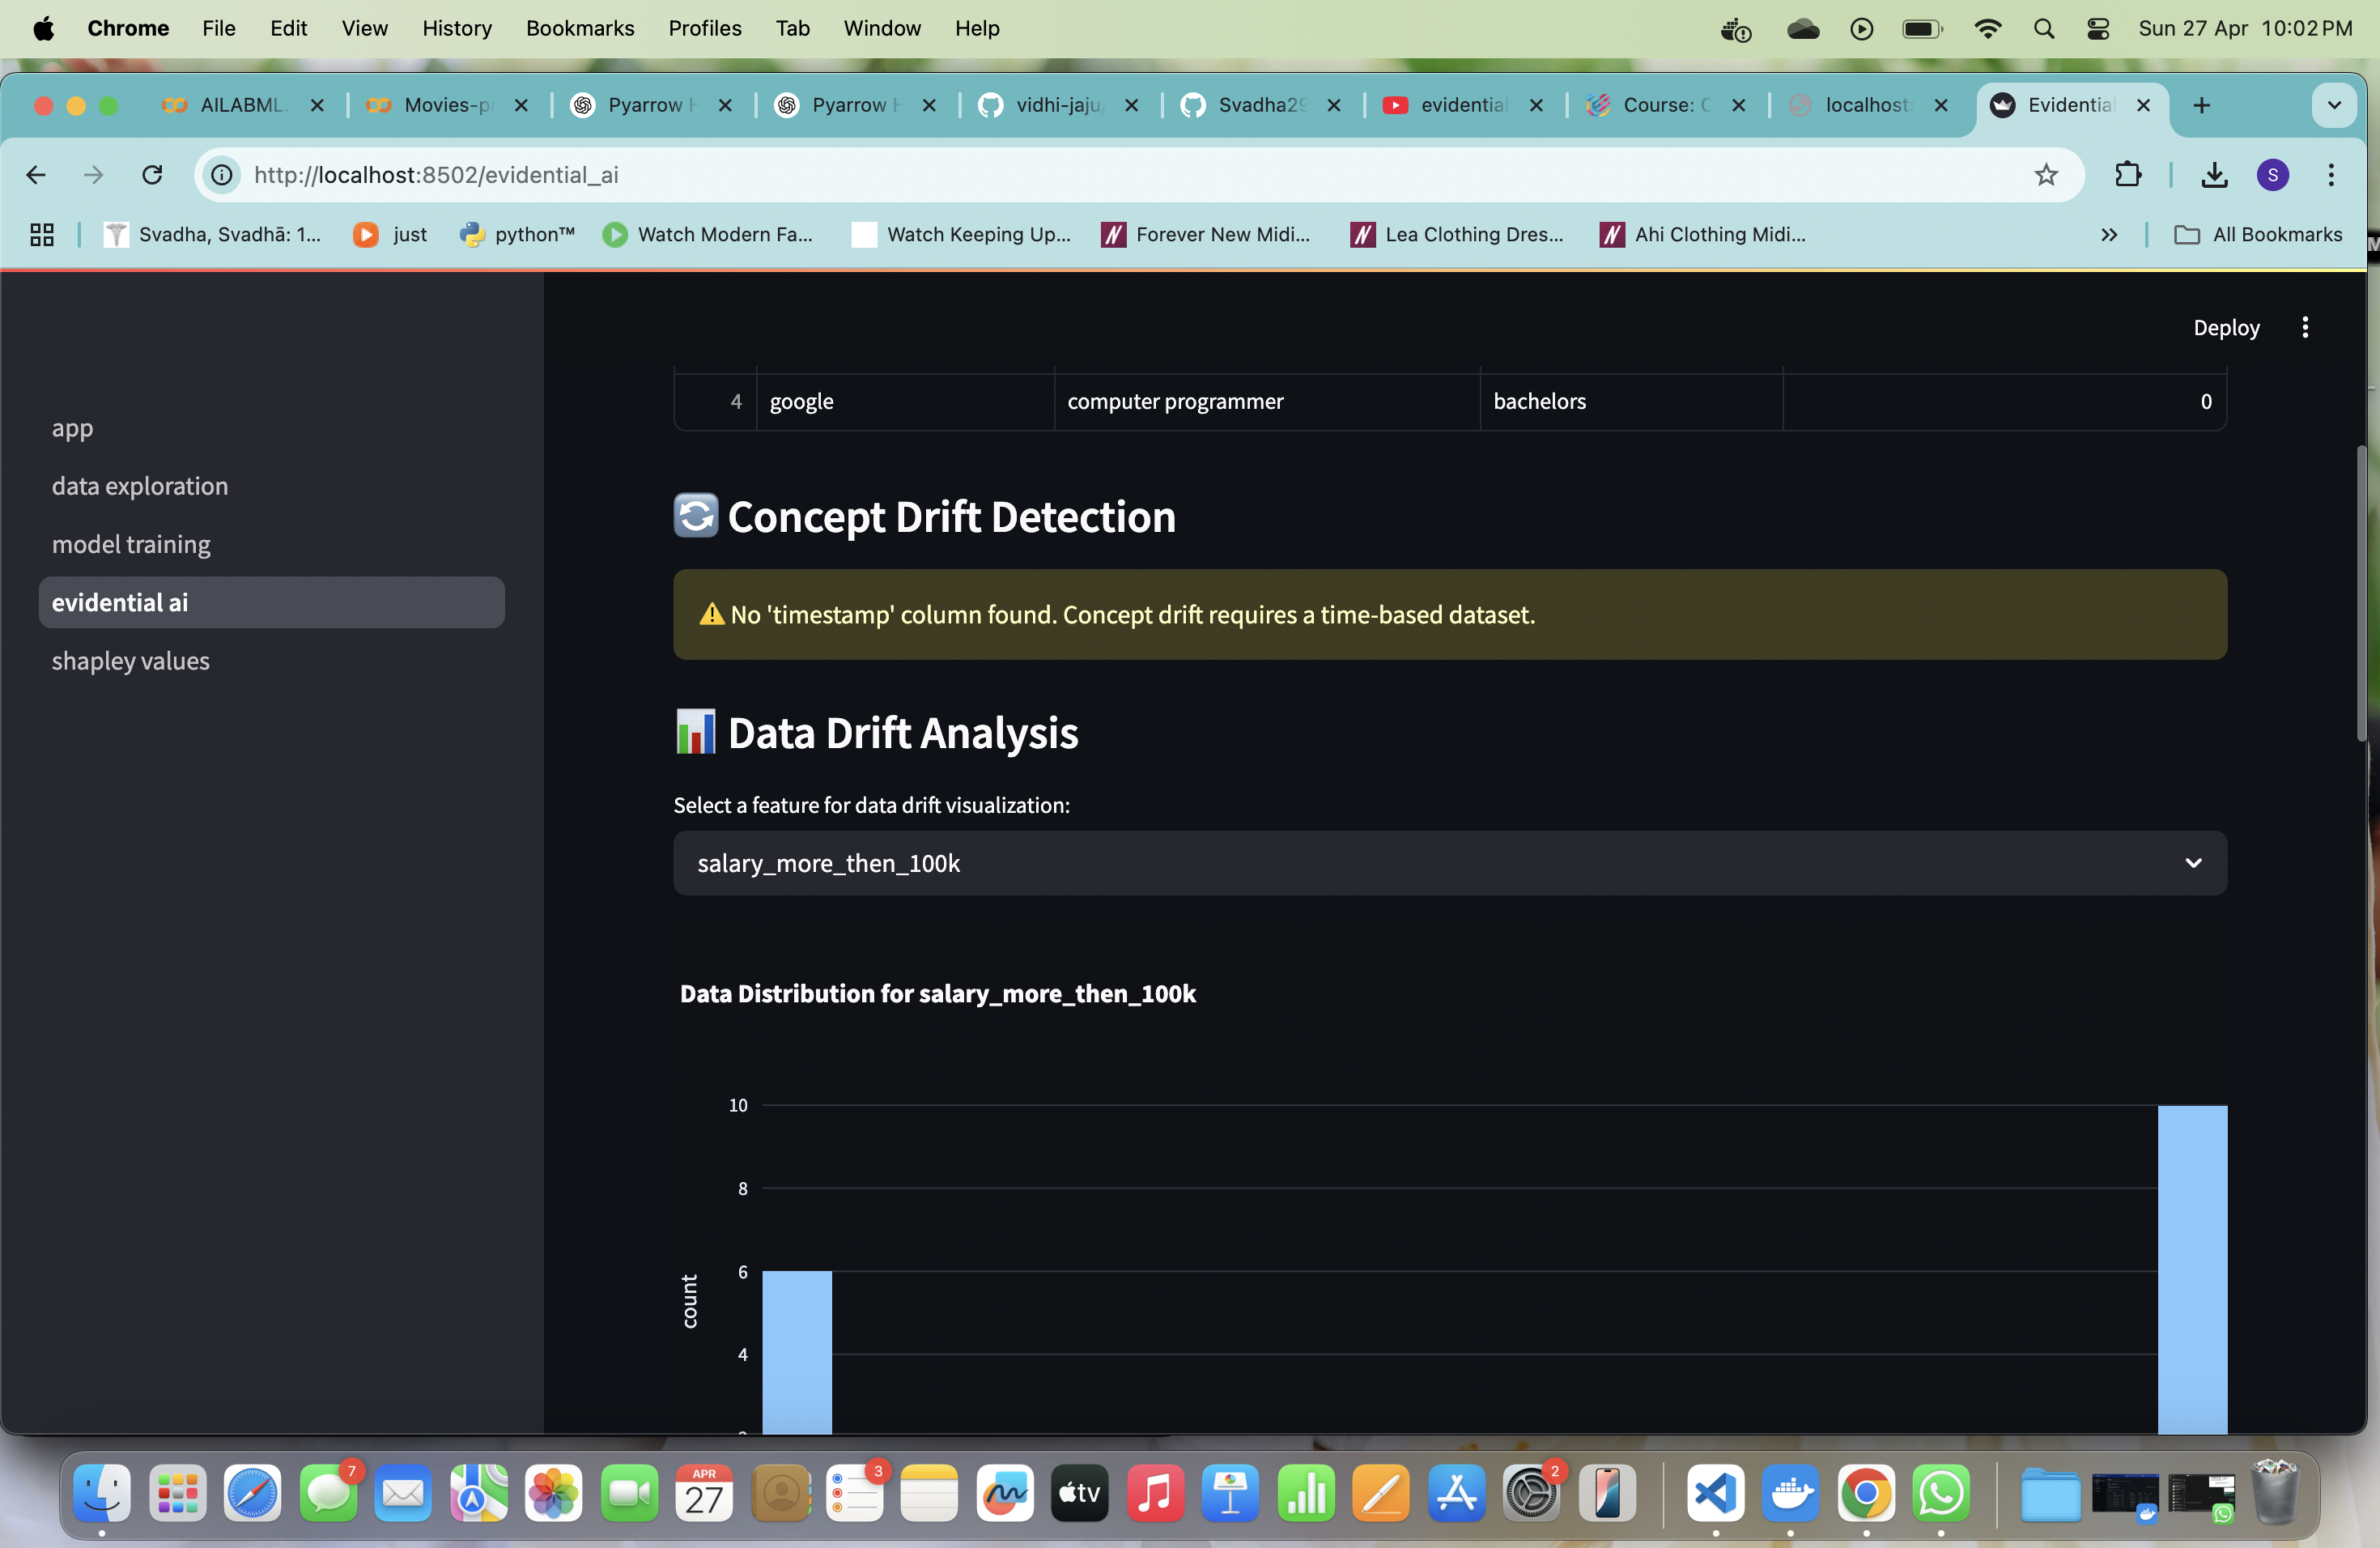 Chrome File Edit View History Bookmarks Profiles Tab Window Help Sun 27 Apr 10:02 PM
AILABML. Movies-p Pyarrow Pyarrow vidhi-jaju/ Svadha29 evidential Course: C localhost: Evidential
http://localhost:8502/evidential_ai S
Svadha, Svadhā: 1... just python™ Watch Modern Fa... Watch Keeping Up... Forever New Midi... Lea Clothing Dres... Ahi Clothing Midi... All Bookmarks
Deploy
app
data exploration
model training
evidential ai
shapley values
4 google computer programmer bachelors 0
Concept Drift Detection
No 'timestamp' column found. Concept drift requires a time-based dataset.
Data Drift Analysis
Select a feature for data drift visualization:
salary_more_then_100k
Data Distribution for salary_more_then_100k
10
8
6
4
count
7 APR 27 3 tv 2